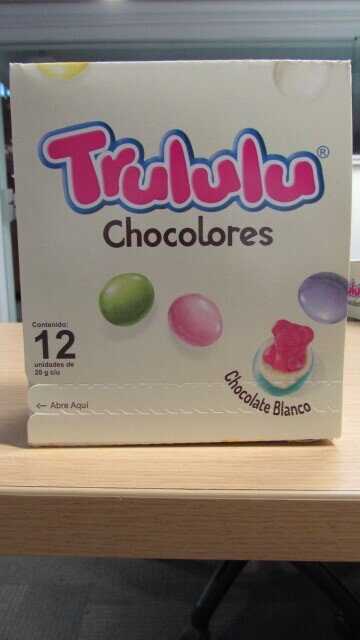 Trululu®
Chocolores
Contenido:
12
unidades de
20 g c/u
Chocolate Blanco
← Abre Aquí